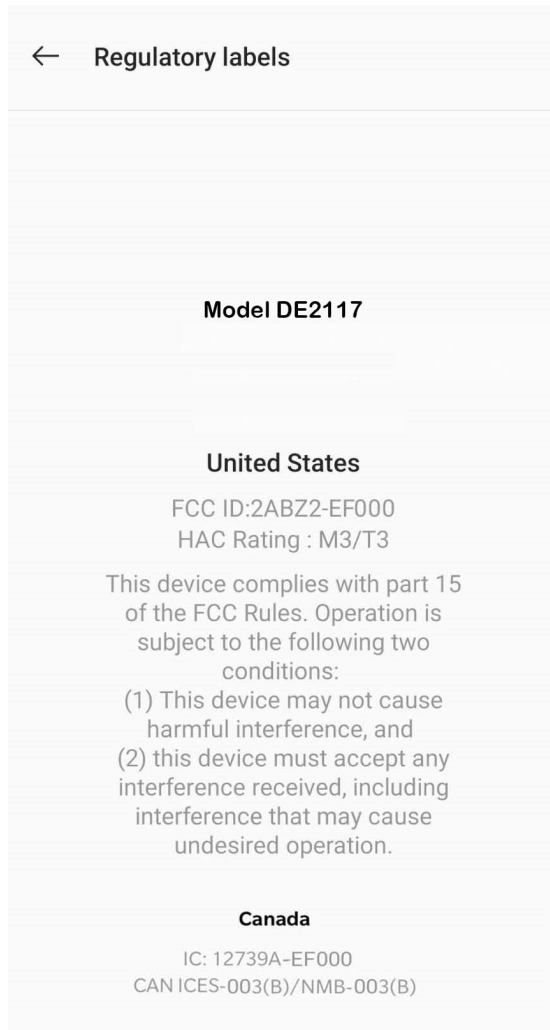 Regulatory labels
Model DE2117
United States
FCC ID:2ABZ2-EF000
HAC Rating : M3/T3
This device complies with part 15
of the FCC Rules. Operation is
subject to the following two
conditions:
(1) This device may not cause
harmful interference, and
(2) this device must accept any
interference received, including
interference that may cause
undesired operation.
Canada
IC: 12739A-EF000
CAN ICES-003(B)/NMB-003(B)